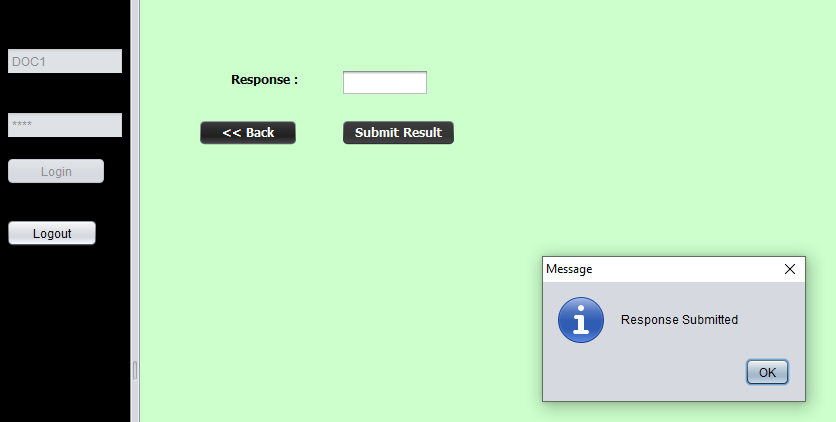 DOC1
****
Login
Logout
Response :
<< Back
Submit Result
Message
Response Submitted
OK